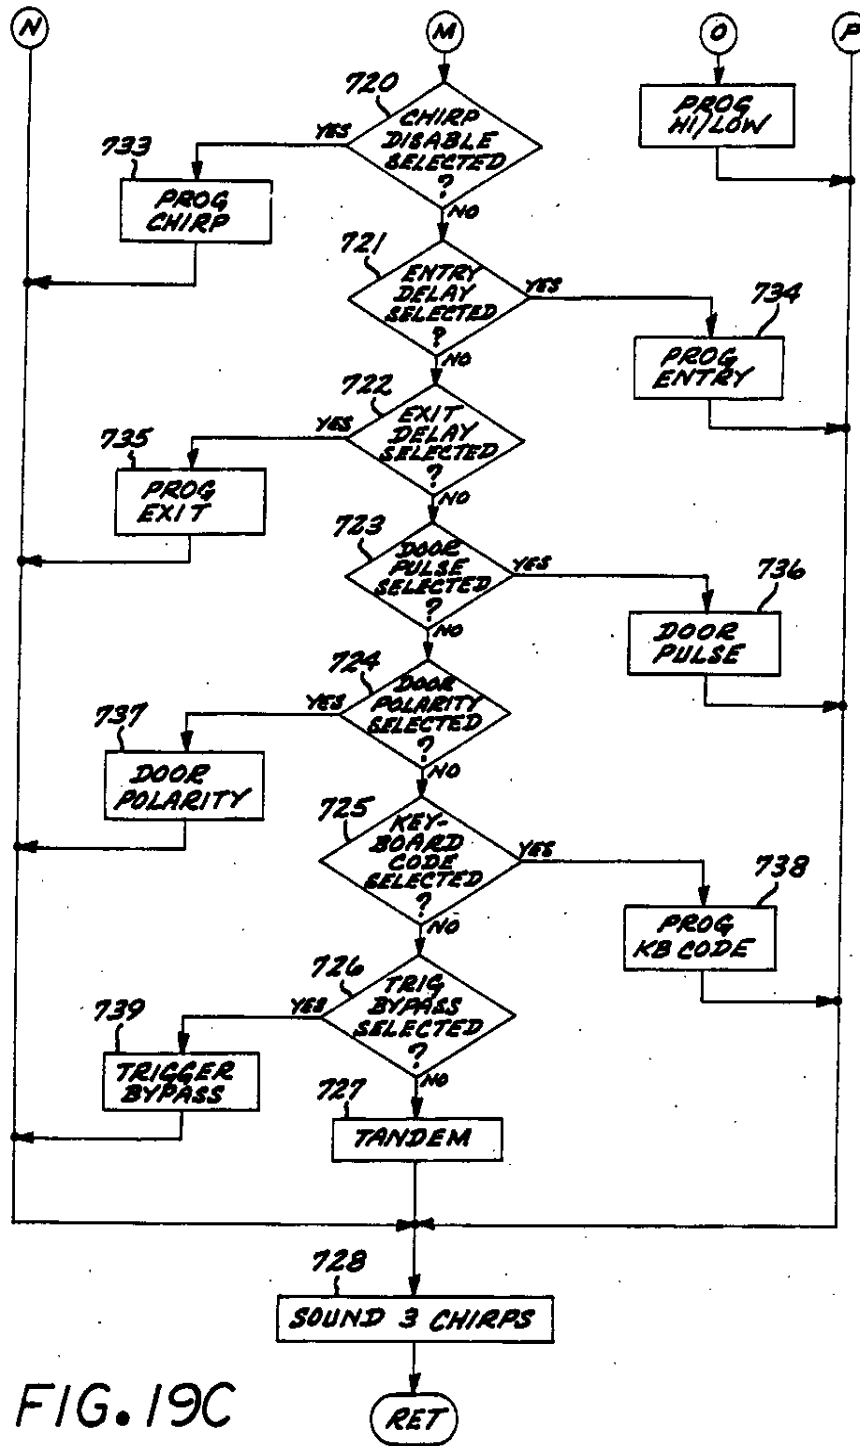 N
M
O
P
720
CHIRP
DISABLE
SELECTED
?
YES
NO
PROG
HI/LOW
733
PROG
CHIRP
721
ENTRY
DELAY
SELECTED
?
YES
NO
734
PROG
ENTRY
722
EXIT
DELAY
SELECTED
?
YES
NO
735
PROG
EXIT
723
DOOR
PULSE
SELECTED
?
YES
NO
736
DOOR
PULSE
724
DOOR
POLARITY
SELECTED
?
YES
NO
737
DOOR
POLARITY
725
KEY-
BOARD
CODE
SELECTED
?
YES
NO
738
PROG
KB CODE
726
TRIG
BYPASS
SELECTED
?
YES
NO
739
TRIGGER
BYPASS
727
TANDEM
728
SOUND 3 CHIRPS
RET
FIG. 19C